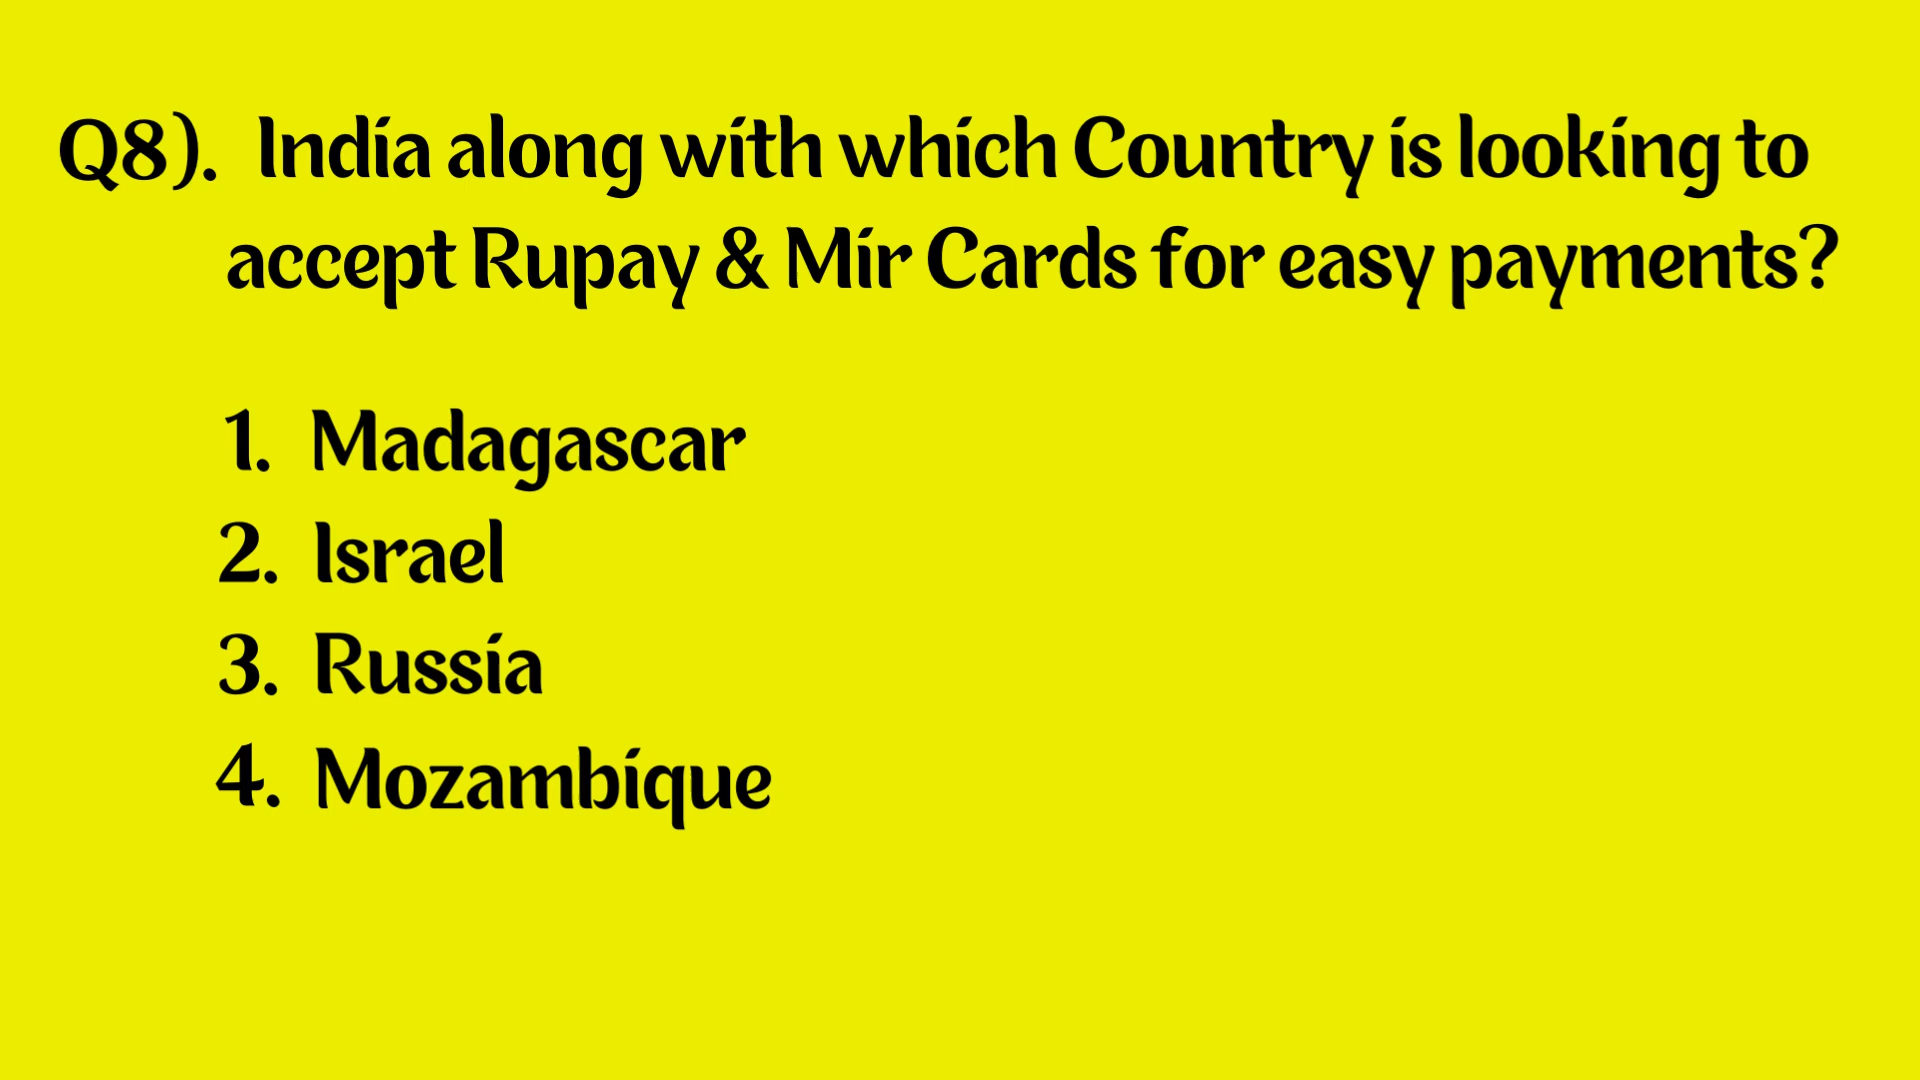 Q8). India along with which Country is looking to
accept Rupay & Mir Cards for easy payments?
1. Madagascar
2. Israel
3. Russia
4. Mozambique